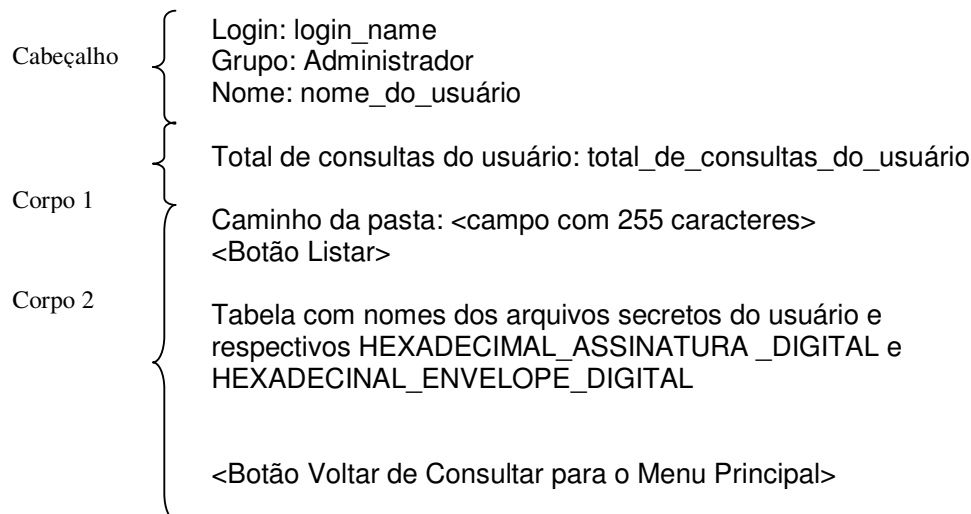 Cabeçalho
Login: login_name
Grupo: Administrador
Nome: nome_do_usuário
Total de consultas do usuário: total_de_consultas_do_usuário
Corpo 1
Caminho da pasta: <campo com 255 caracteres>
<Botão Listar>
Corpo 2
Tabela com nomes dos arquivos secretos do usuário e
respectivos HEXADECIMAL_ASSINATURA _DIGITAL e
HEXADECINAL_ENVELOPE_DIGITAL
<Botão Voltar de Consultar para o Menu Principal>